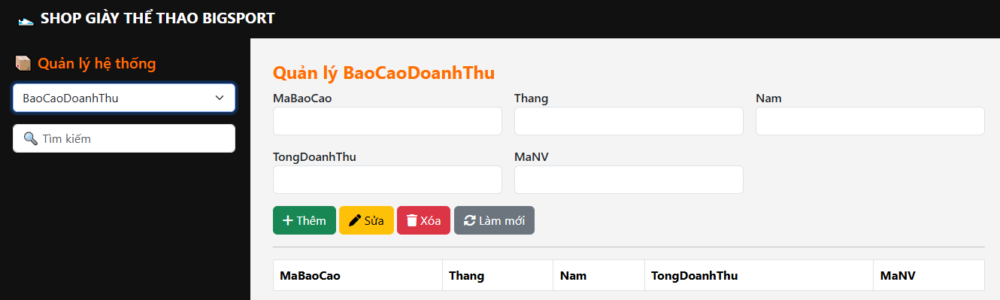 SHOP GIÀY THỂ THAO BIGSPORT
Quản lý hệ thống
BaoCaoDoanhThu
Tìm kiếm
Quản lý BaoCaoDoanhThu
MaBaoCao Thang Nam
TongDoanhThu MaNV
Thêm Sửa Xóa Làm mới
MaBaoCao Thang Nam TongDoanhThu MaNV